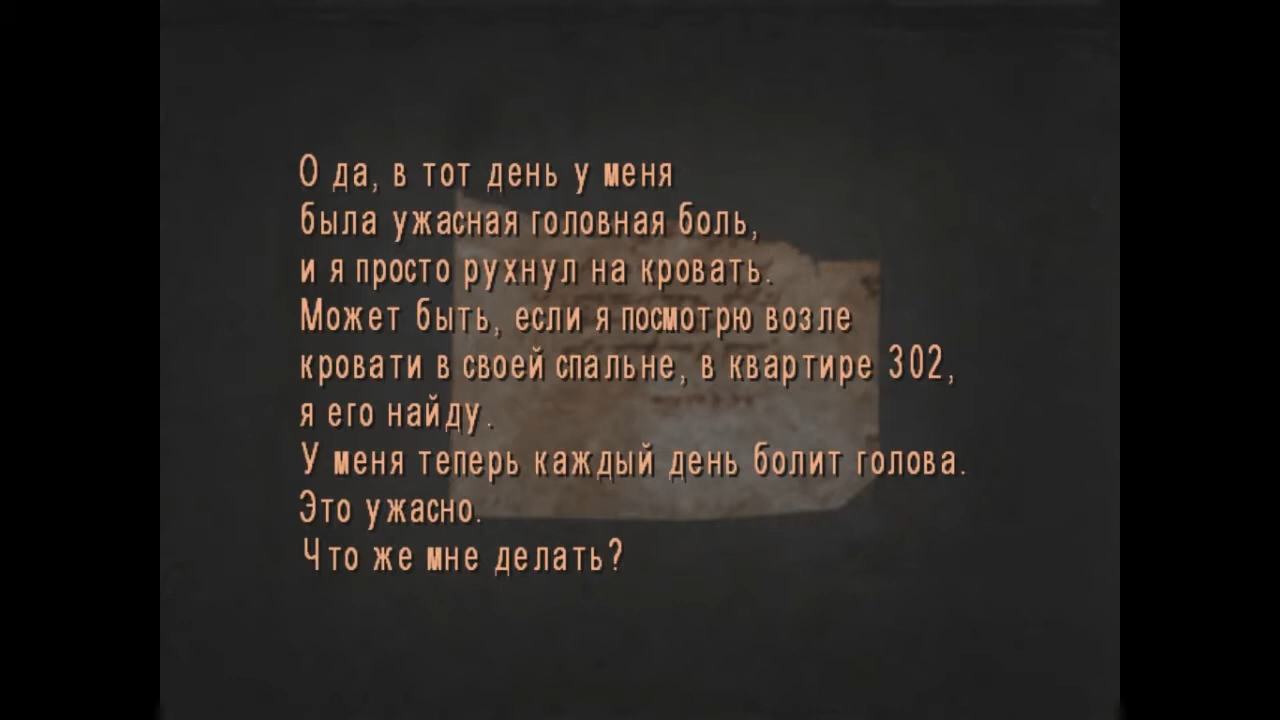 О да, в тот день у меня
была ужасная головная боль,
и я просто рухнул на кровать.
Может быть, если я посмотрю возле
кровати в своей спальне, в квартире 302,
я его найду.
У меня теперь каждый день болит голова.
Это ужасно.
Что же мне делать?